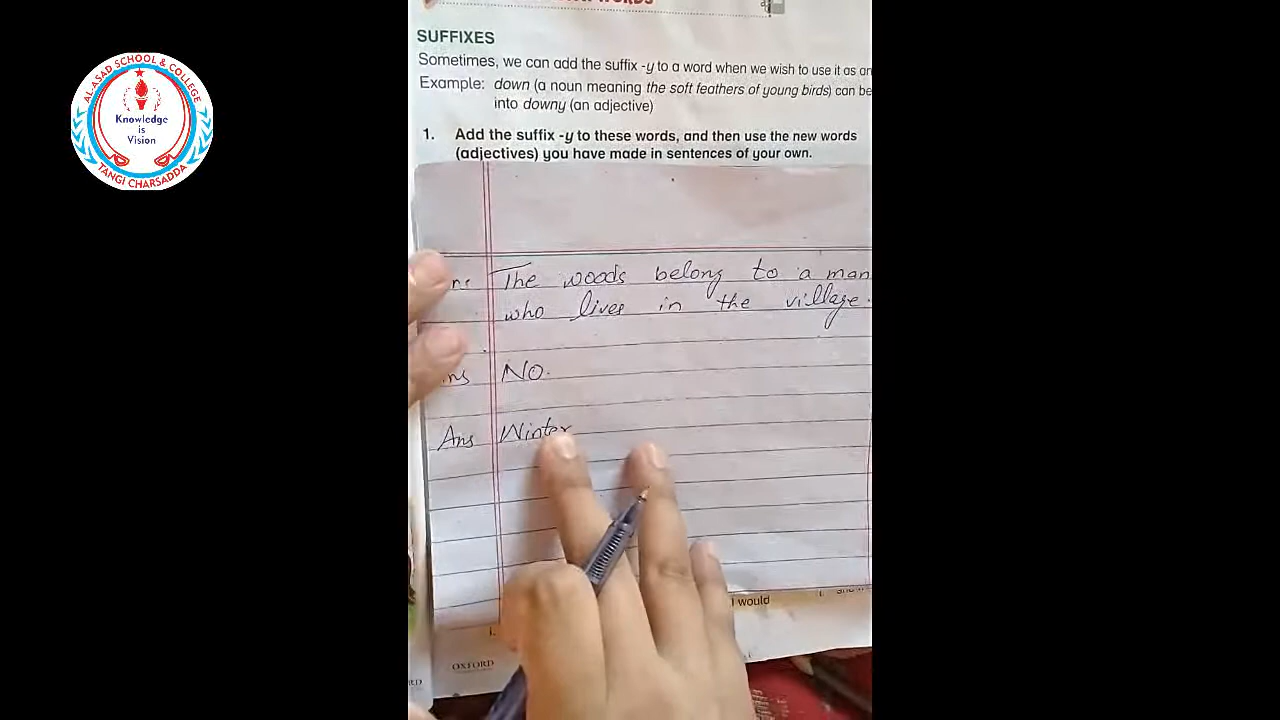 AL-ASAD SCHOOL & COLLEGE
Knowledge
is
Vision
TANGI CHARSADDA
WORDS
SUFFIXES
Sometimes, we can add the suffix -y to a word when we wish to use it as an
Example: down (a noun meaning the soft feathers of young birds) can be
into downy (an adjective)
1. Add the suffix -y to these words, and then use the new words
(adjectives) you have made in sentences of your own.
The woods belong to a man
who lives in the village.
No.
Ans Winter
I would
i.
OXFORD